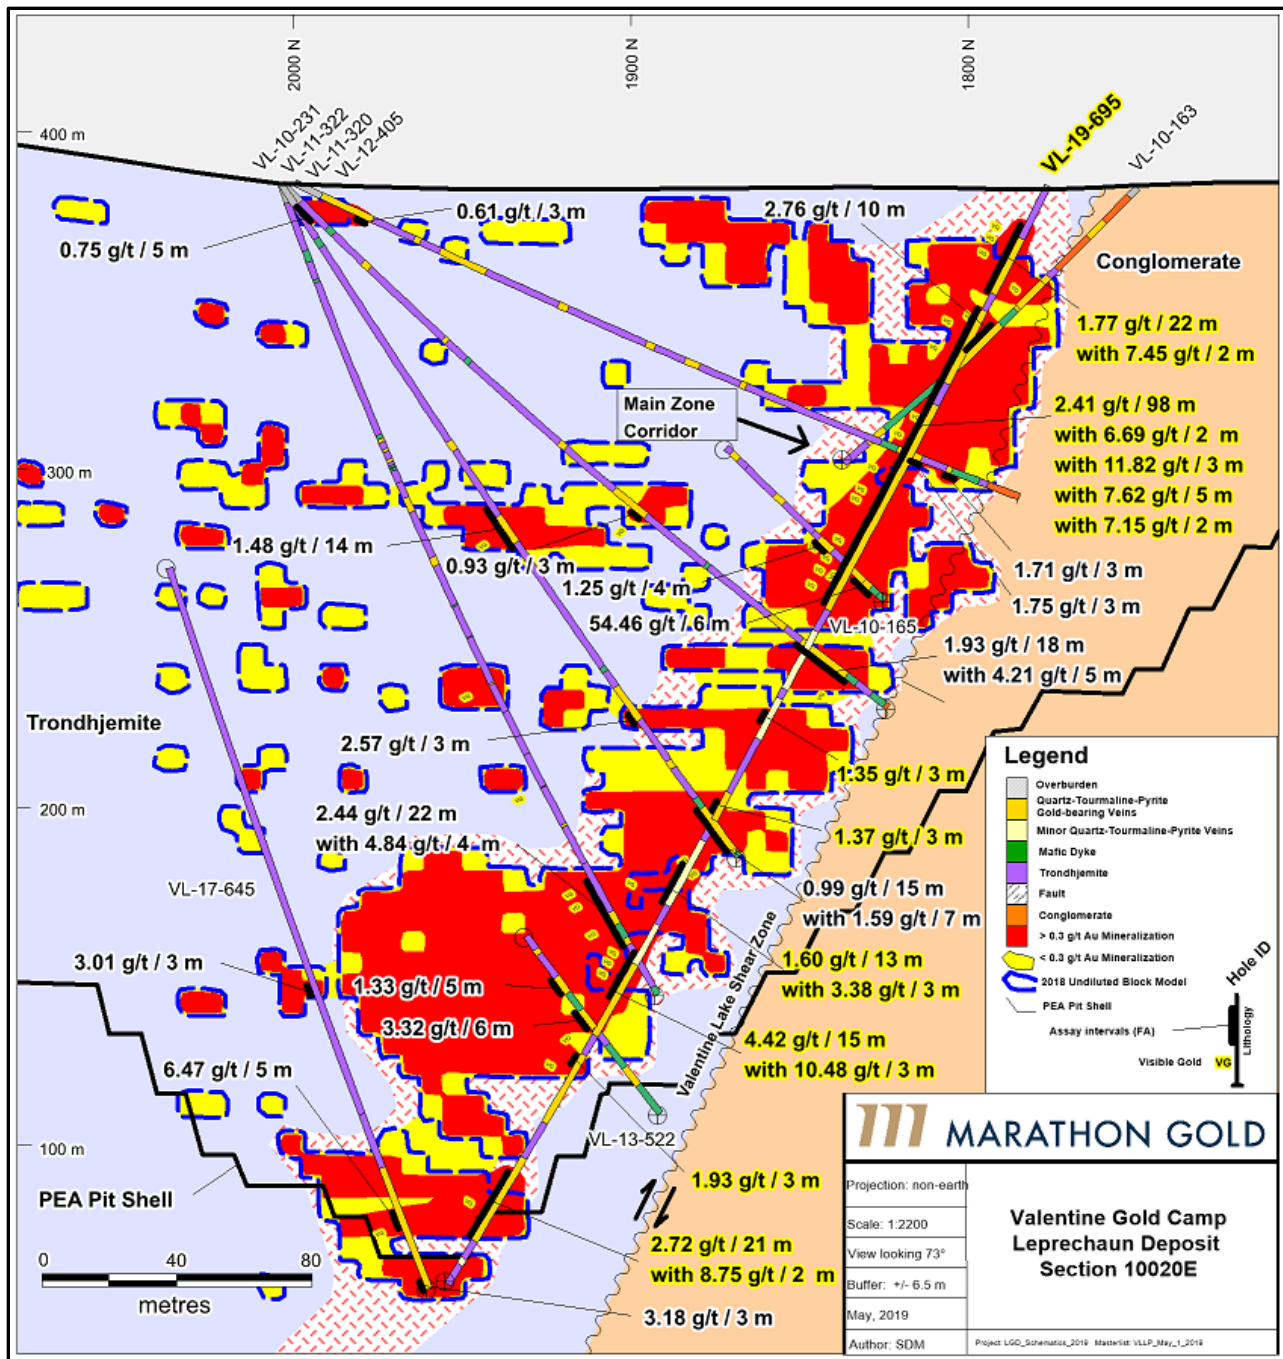 2000 N
1900 N
1800 N
400 m
VL-10-231
VL-11-322
VL-11-320
VL-12-405
VL-19-695
VL-10-163
0.61 g/t / 3 m
2.76 g/t / 10 m
0.75 g/t / 5 m
Conglomerate
1.77 g/t / 22 m
with 7.45 g/t / 2 m
Main Zone
Corridor
2.41 g/t / 98 m
with 6.69 g/t / 2 m
with 11.82 g/t / 3 m
with 7.62 g/t / 5 m
with 7.15 g/t / 2 m
300 m
1.48 g/t / 14 m
0.93 g/t / 3 m
1.25 g/t / 4 m
54.46 g/t / 6 m
VL-10-165
1.71 g/t / 3 m
1.75 g/t / 3 m
1.93 g/t / 18 m
with 4.21 g/t / 5 m
Trondhjemite
2.57 g/t / 3 m
1.35 g/t / 3 m
200 m
2.44 g/t / 22 m
with 4.84 g/t / 4 m
1.37 g/t / 3 m
VL-17-645
0.99 g/t / 15 m
with 1.59 g/t / 7 m
Valentine Lake Shear Zone
3.01 g/t / 3 m
1.60 g/t / 13 m
with 3.38 g/t / 3 m
1.33 g/t / 5 m
3.32 g/t / 6 m
4.42 g/t / 15 m
with 10.48 g/t / 3 m
6.47 g/t / 5 m
VL-13-522
100 m
1.93 g/t / 3 m
PEA Pit Shell
2.72 g/t / 21 m
with 8.75 g/t / 2 m
3.18 g/t / 3 m
0 40 80
metres
Legend
Overburden
Quartz-Tourmaline-Pyrite
Gold-bearing Veins
Minor Quartz-Tourmaline-Pyrite Veins
Mafic Dyke
Trondhjemite
Fault
Conglomerate
> 0.3 g/t Au Mineralization
< 0.3 g/t Au Mineralization
2018 Undiluted Block Model
PEA Pit Shell
Assay intervals (FA)
Visible Gold VG
Hole ID
Lithology
MARATHON GOLD
Projection: non-earth
Scale: 1:2200
View looking 73°
Buffer: +/- 6.5 m
May, 2019
Author: SDM
Valentine Gold Camp
Leprechaun Deposit
Section 10020E
Project: LGD_Schematics_2019 Masterlist: VLLP_May_1_2019